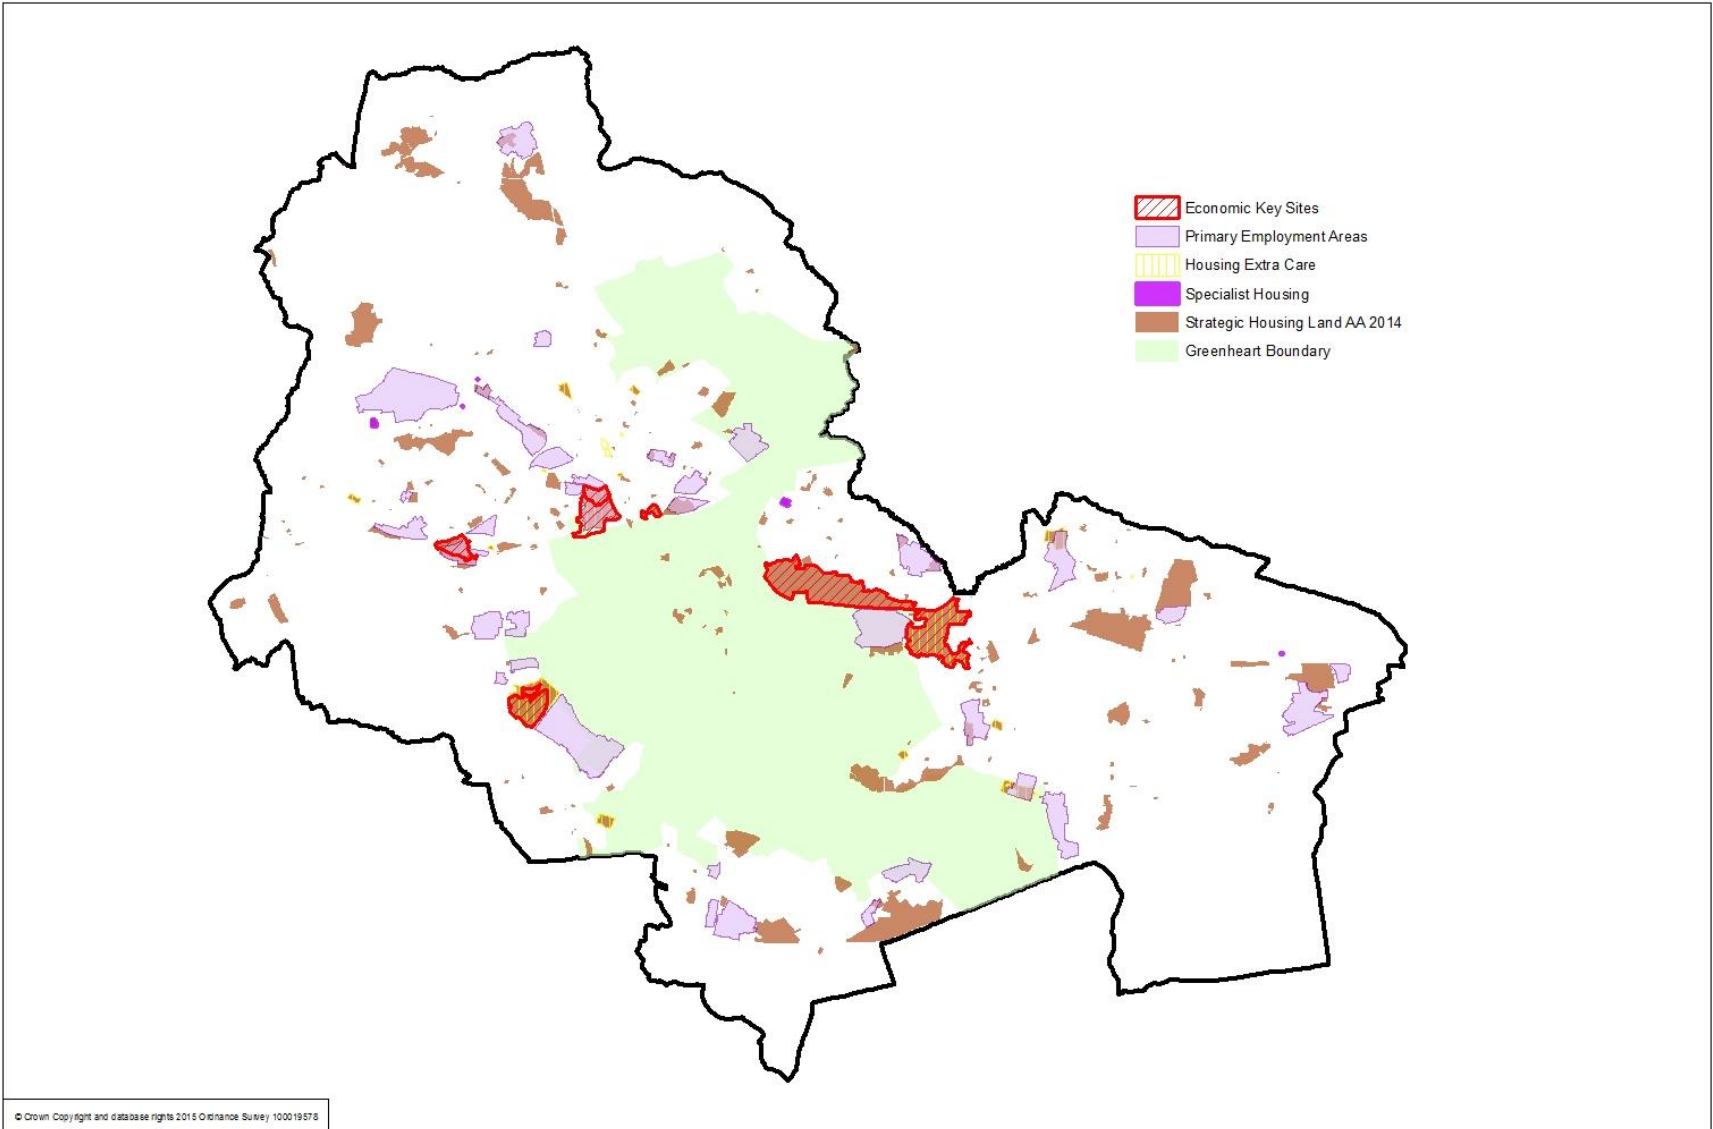 Economic Key Sites
Primary Employment Areas
Housing Extra Care
Specialist Housing
Strategic Housing Land AA 2014
Greenheart Boundary
© Crown Copyright and database rights 2015 Ordnance Survey 100019578